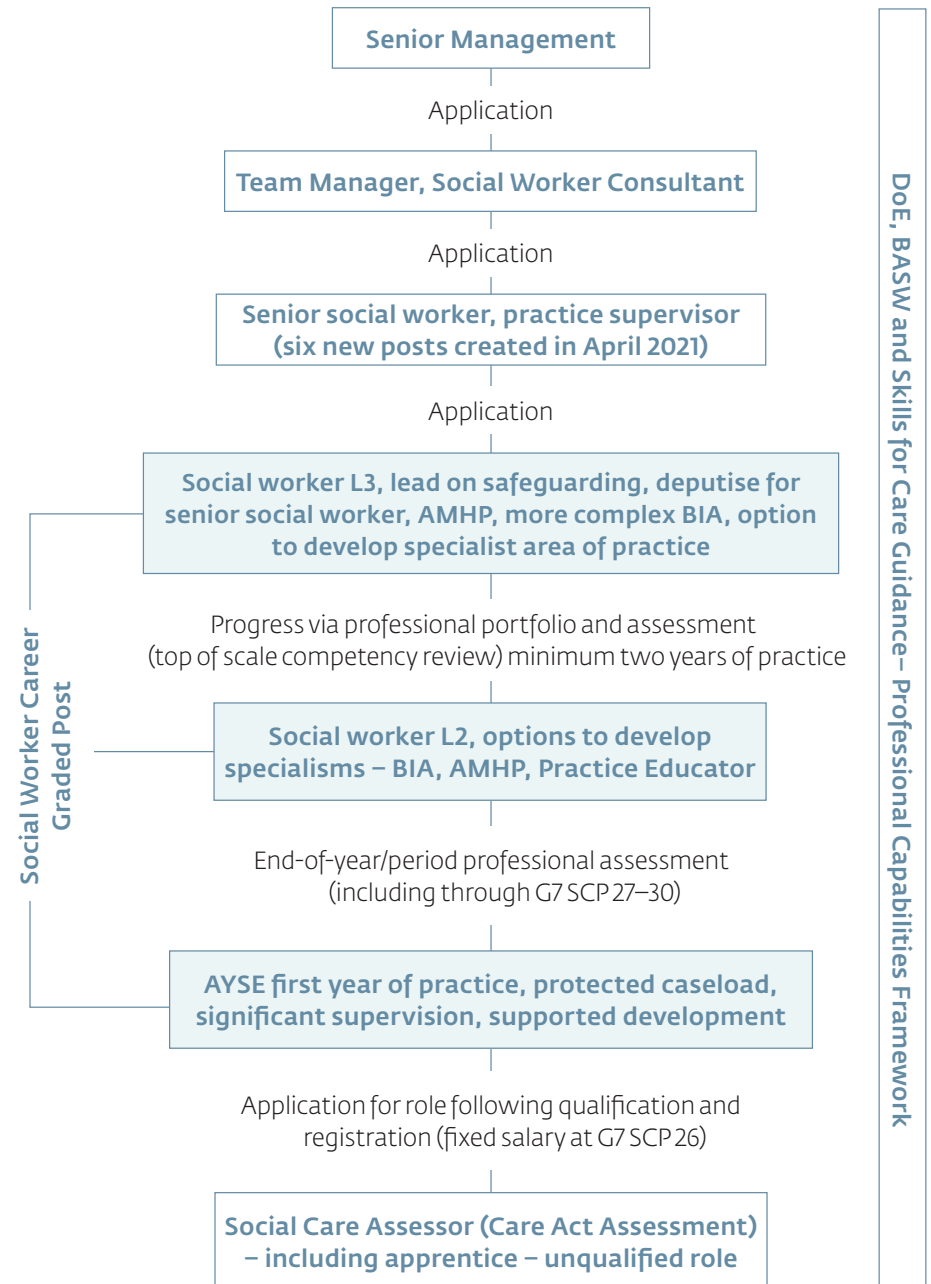 Senior Management
Application
Team Manager, Social Worker Consultant
Application
Senior social worker, practice supervisor
(six new posts created in April 2021)
Application
Social worker L3, lead on safeguarding, deputise for
senior social worker, AMHP, more complex BIA, option
to develop specialist area of practice
Progress via professional portfolio and assessment
(top of scale competency review) minimum two years of practice
Social worker L2, options to develop
specialisms – BIA, AMHP, Practice Educator
End-of-year/period professional assessment
(including through G7 SCP 27–30)
AYSE first year of practice, protected caseload,
significant supervision, supported development
Application for role following qualification and
registration (fixed salary at G7 SCP 26)
Social Care Assessor (Care Act Assessment)
– including apprentice – unqualified role
Social Worker Career
Graded Post
DoE, BASW and Skills for Care Guidance– Professional Capabilities Framework